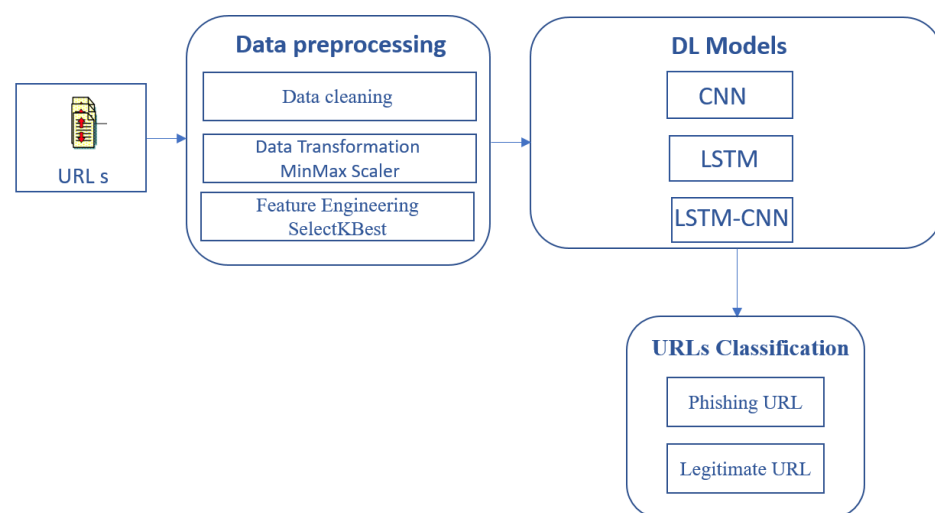 URL s
Data preprocessing
Data cleaning
Data Transformation
MinMax Scaler
Feature Engineering
SelectKBest
DL Models
CNN
LSTM
LSTM-CNN
URLs Classification
Phishing URL
Legitimate URL